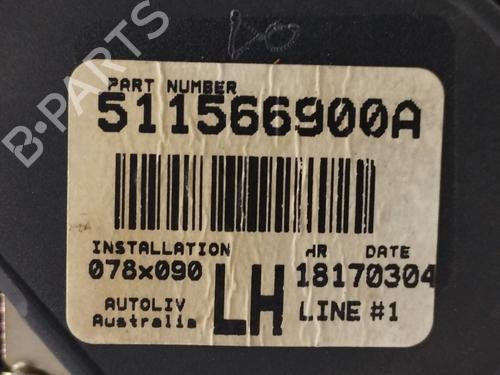 B-PARTS
PART NUMBER
511566900A
INSTALLATION HR DATE
078x090 LH 18170304
AUTOLIV LINE #1
Australia